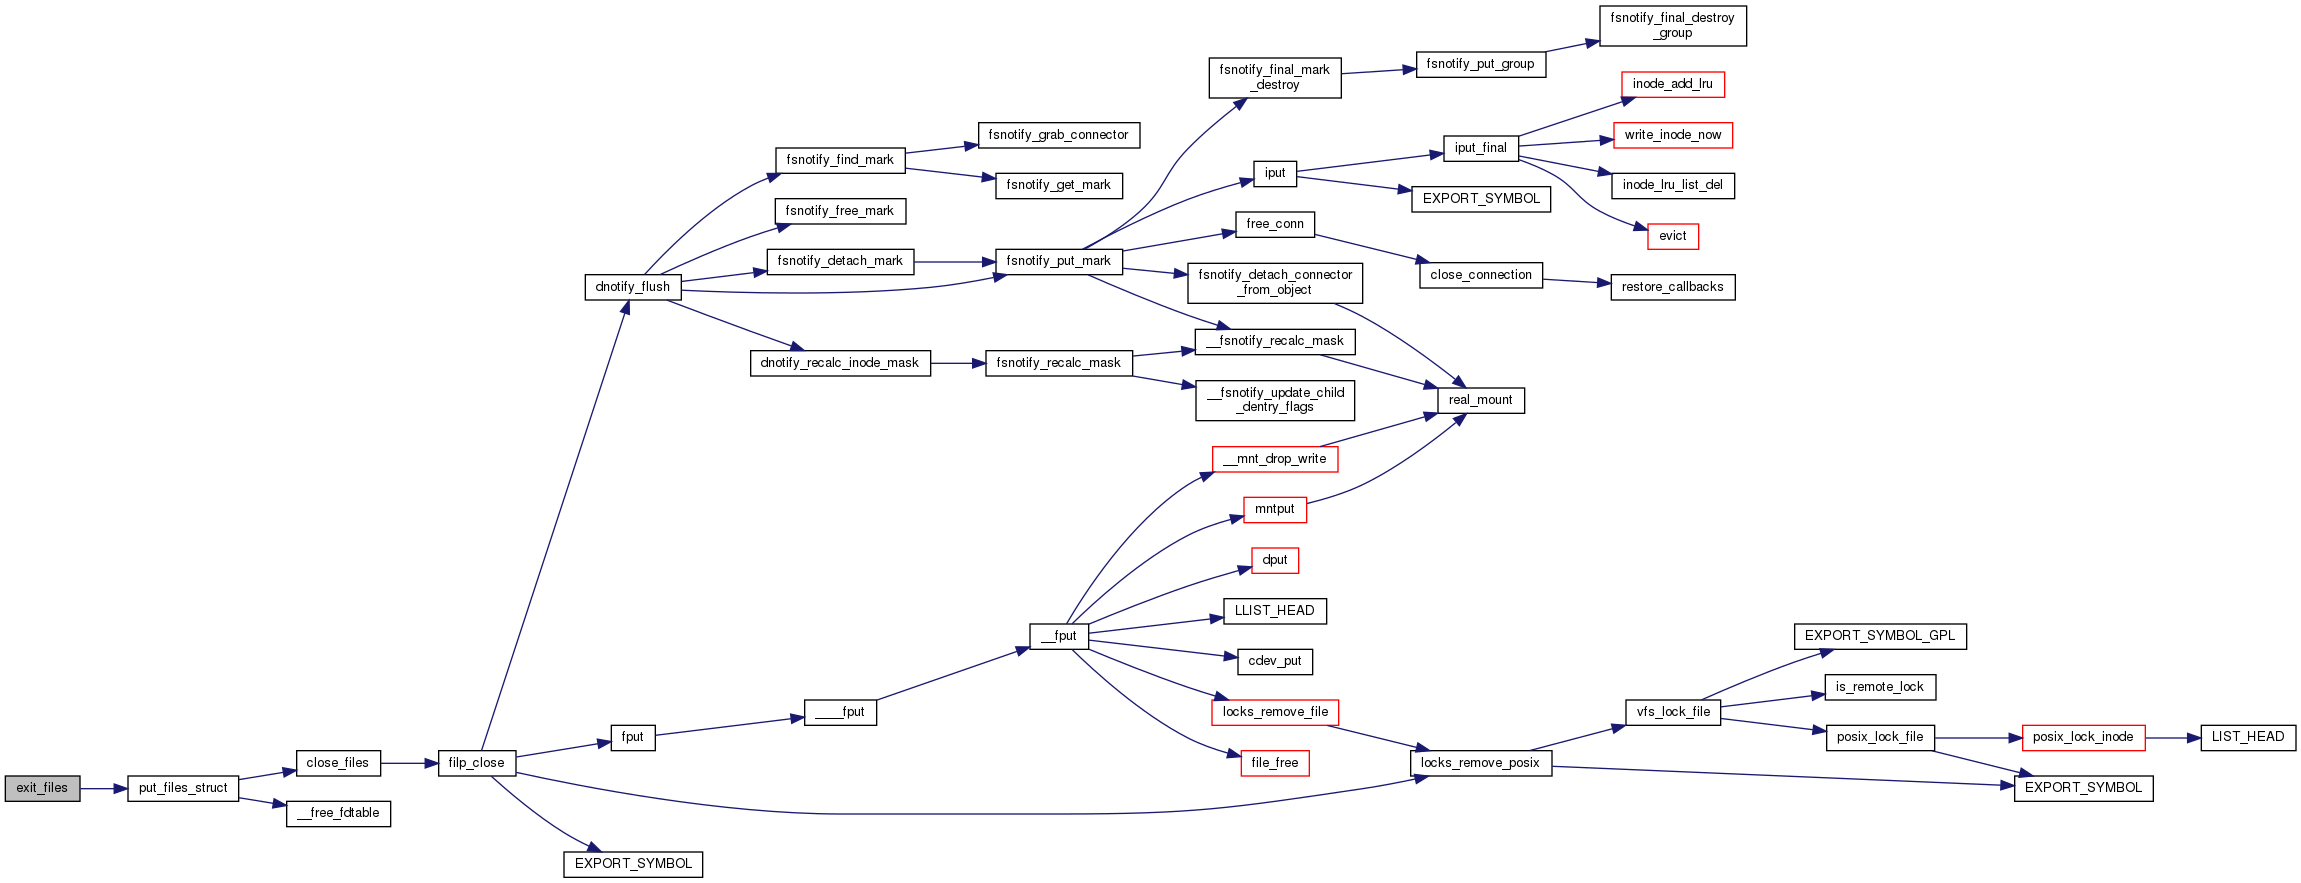 fsnotify_final_destroy
_group
fsnotify_final_mark
_destroy
fsnotify_put_group
inode_add_lru
fsnotify_grab_connector
write_inode_now
iput_final
fsnotify_find_mark
iput
fsnotify_get_mark
inode_lru_list_del
EXPORT_SYMBOL
fsnotify_free_mark
free_conn
evict
fsnotify_detach_mark
fsnotify_put_mark
fsnotify_detach_connector
_from_object
close_connection
restore_callbacks
dnotify_flush
__fsnotify_recalc_mask
dnotify_recalc_inode_mask
fsnotify_recalc_mask
__fsnotify_update_child
_dentry_flags
real_mount
__mnt_drop_write
mntput
dput
LLIST_HEAD
__fput
EXPORT_SYMBOL_GPL
cdev_put
is_remote_lock
____fput
locks_remove_file
vfs_lock_file
fput
posix_lock_file
posix_lock_inode
LIST_HEAD
close_files
filp_close
file_free
locks_remove_posix
exit_files
put_files_struct
EXPORT_SYMBOL
__free_fdtable
EXPORT_SYMBOL